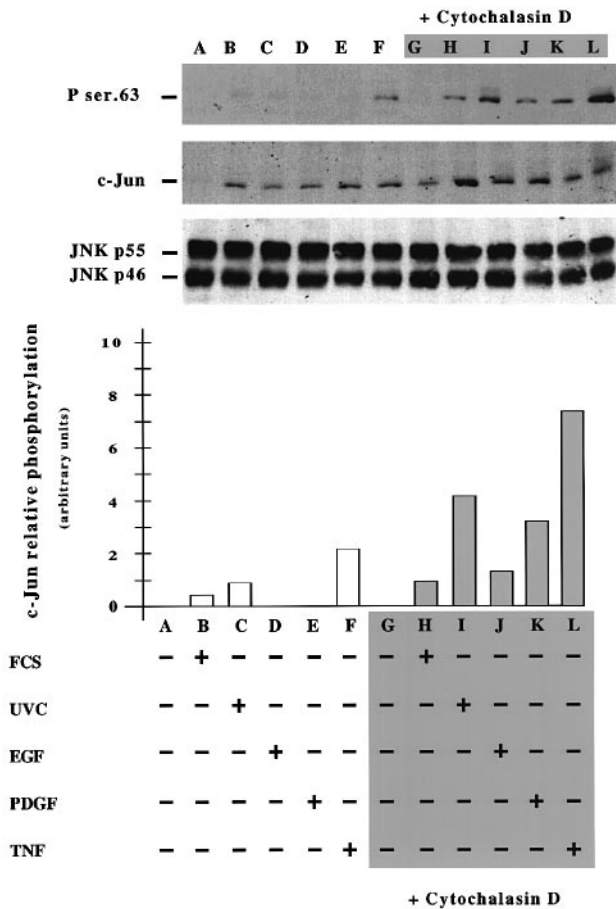 + Cytochalasin D
A B C D E F G H I J K L
P ser.63 –
c-Jun –
JNK p55 –
JNK p46 –
c-Jun relative phosphorylation
(arbitrary units)
10
8
6
4
2
0
A B C D E F G H I J K L
FCS – + – – – – – + – – – –
UVC – – + – – – – – + – – –
EGF – – – + – – – – – + – –
PDGF – – – – + – – – – – + –
TNF – – – – – + – – – – – +
+ Cytochalasin D